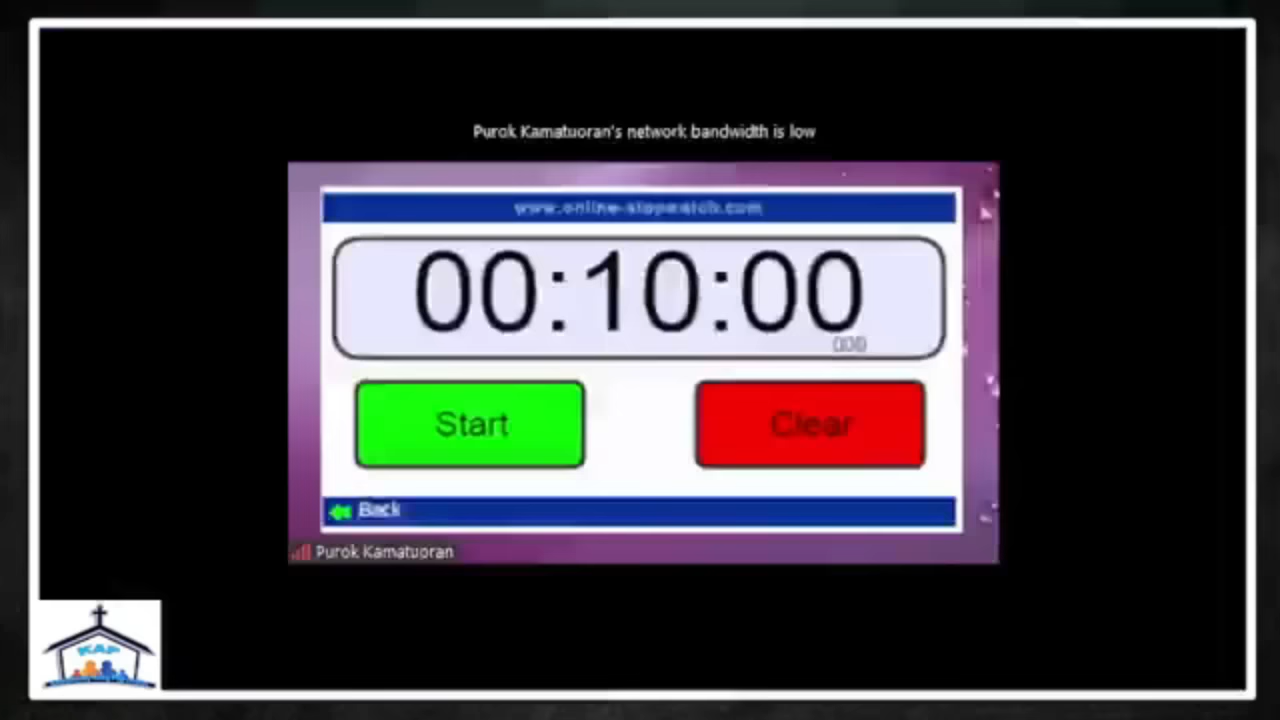 Purok Kamatuoran's network bandwidth is low
www.online-stopwatch.com
00:10:00
000
Start
Clear
Back
Purok Kamatuoran
KAP